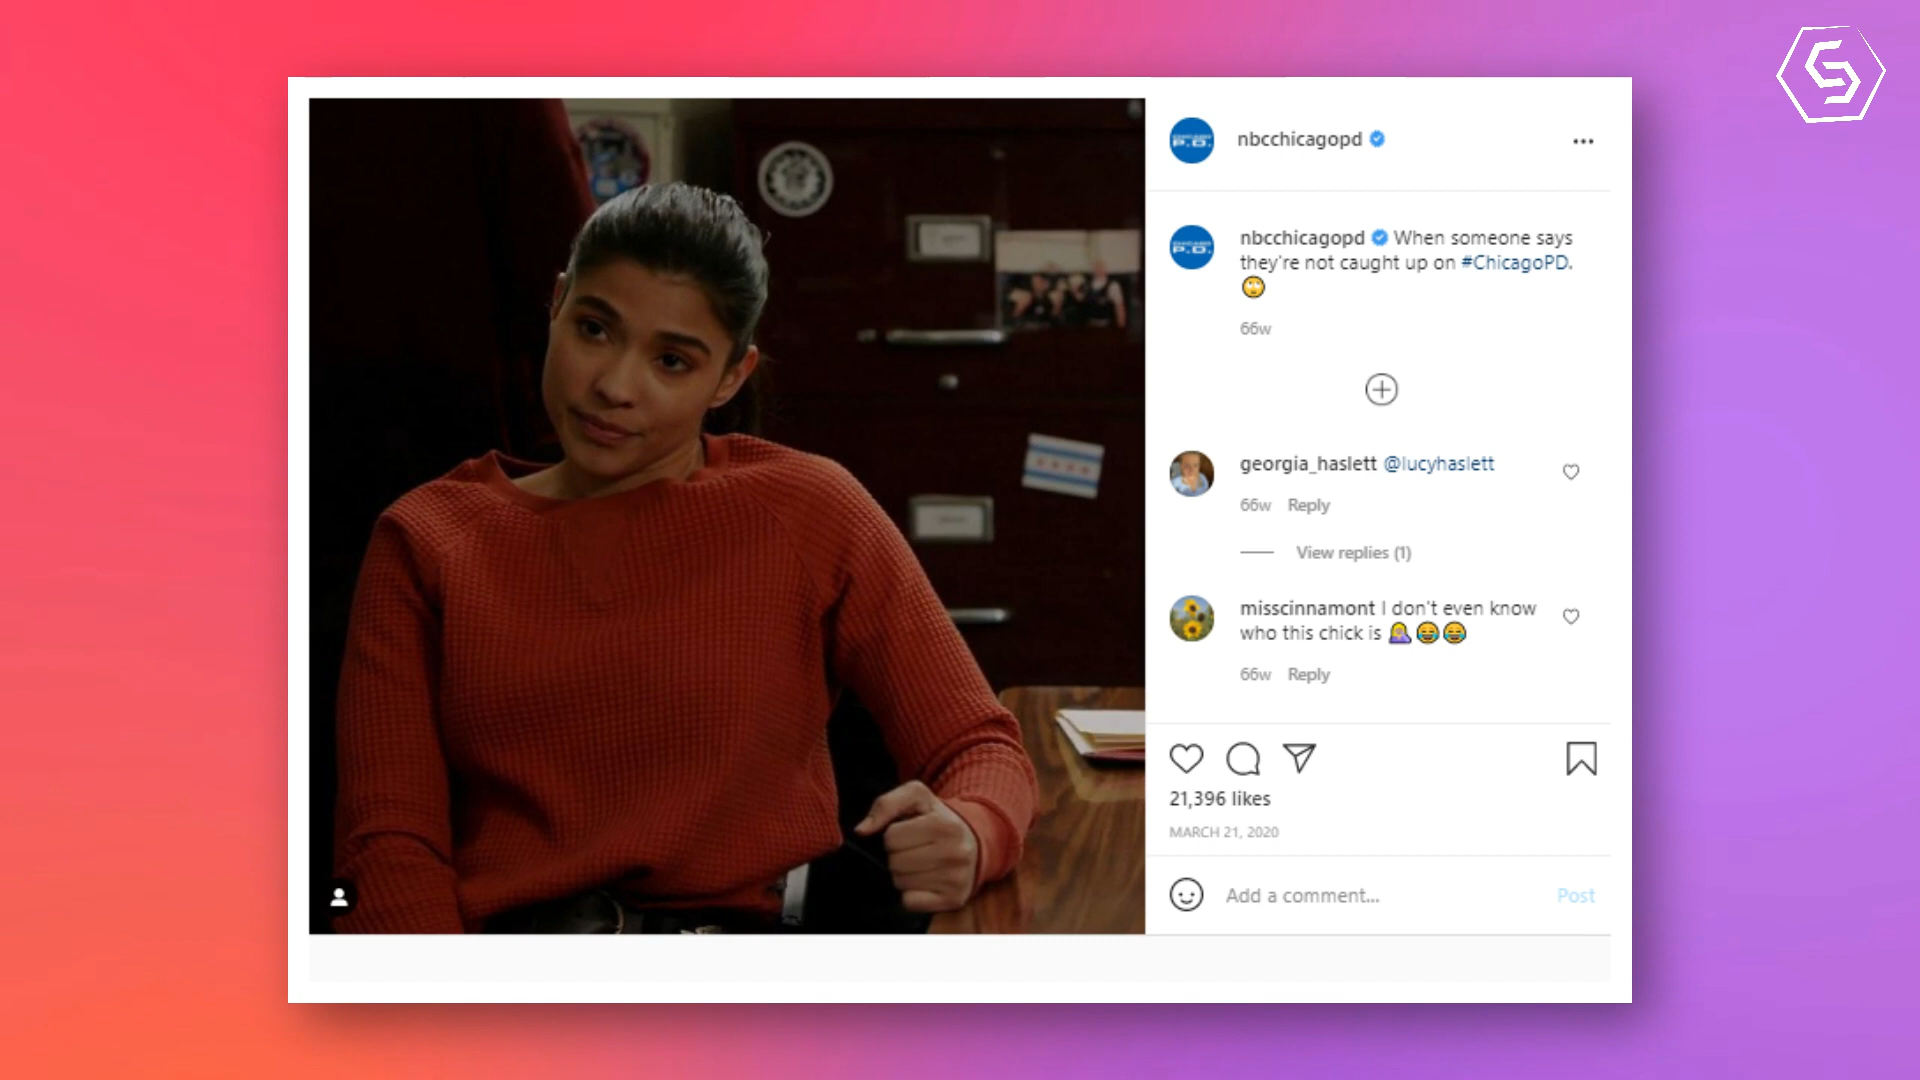 nbcchicagopd
nbcchicagopd When someone says
they're not caught up on #ChicagoPD.
🙄
66w
georgia_haslett @lucyhaslett
66w Reply
View replies (1)
misscinnamont I don't even know
who this chick is 🤷‍♀️😂😂
66w Reply
21,396 likes
MARCH 21, 2020
Add a comment... Post